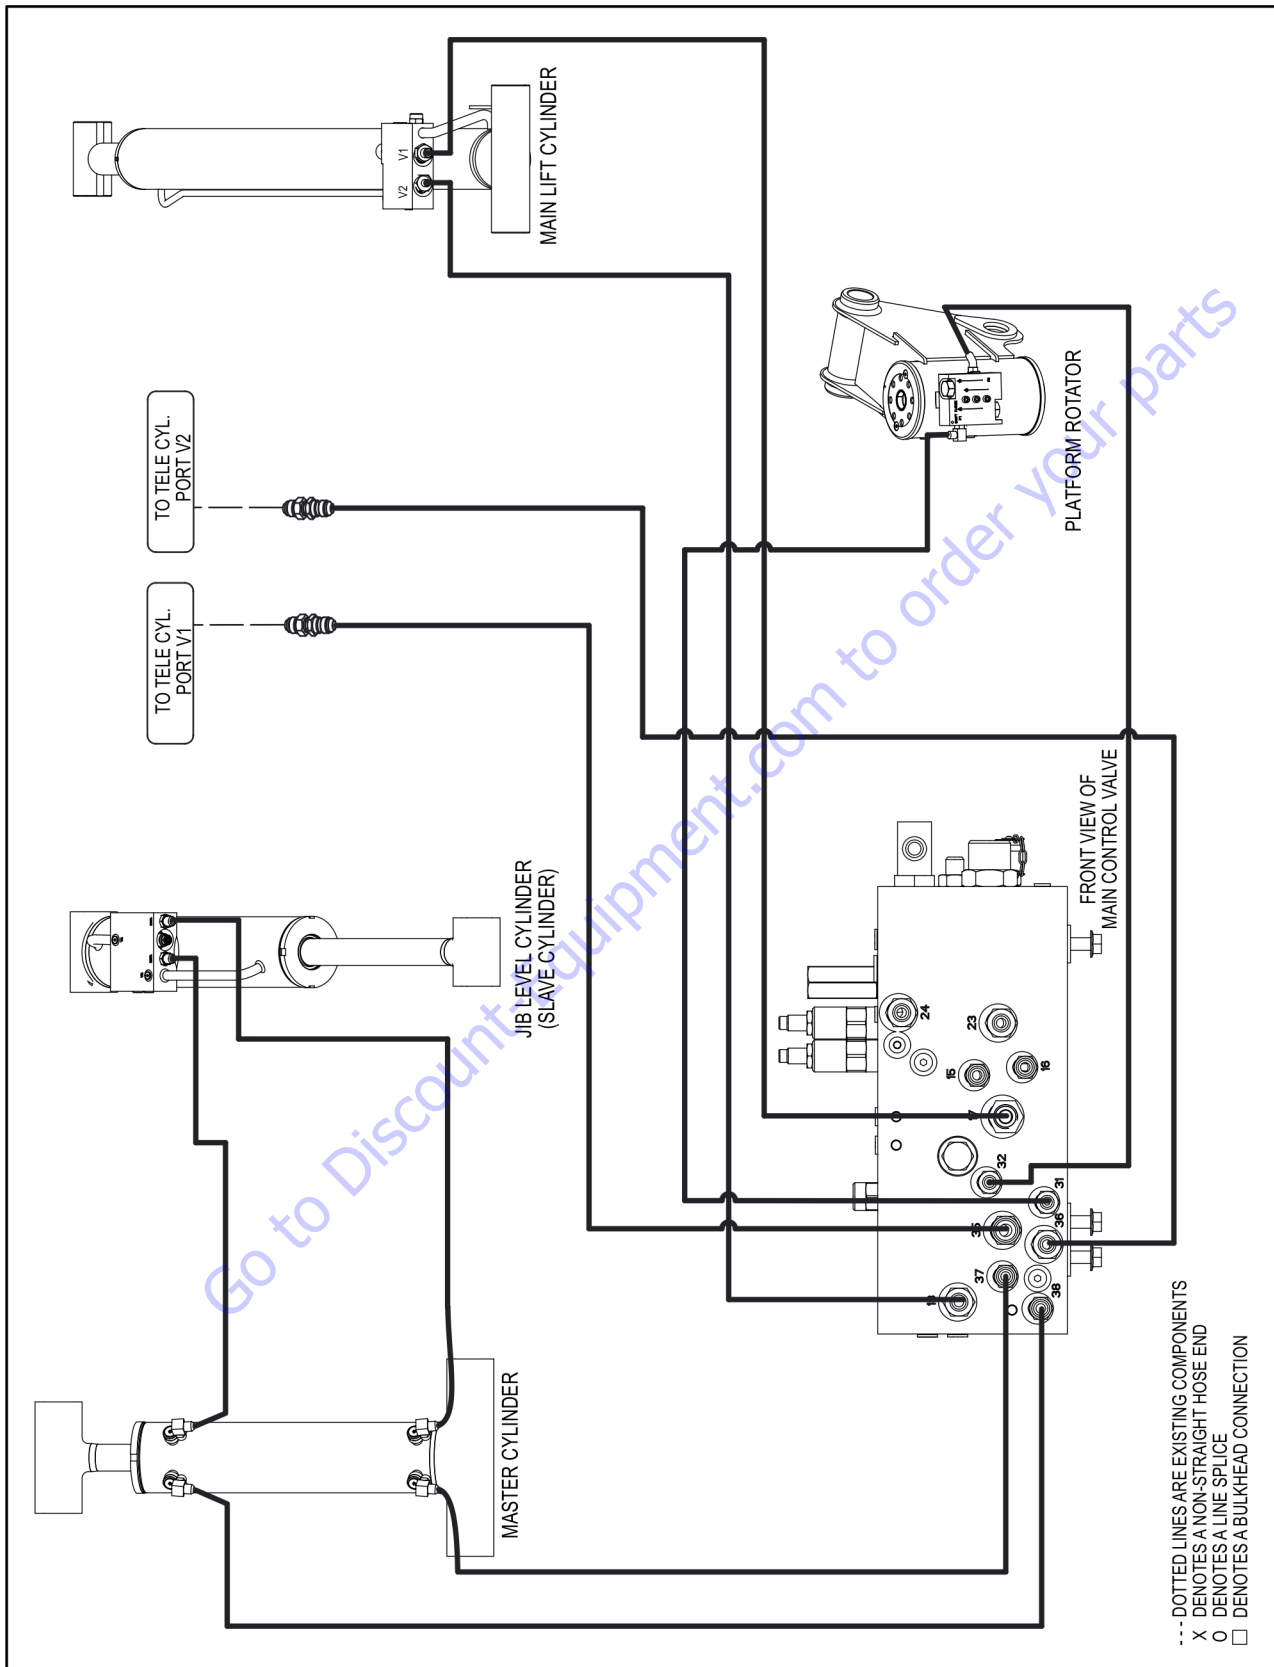 MAIN LIFT CYLINDER
V1
V2
TO TELE CYL.
PORT V2
TO TELE CYL.
PORT V1
PLATFORM ROTATOR
JIB LEVEL CYLINDER
(SLAVE CYLINDER)
MASTER CYLINDER
FRONT VIEW OF
MAIN CONTROL VALVE
24
23
15
16
32
31
36
35
37
38
- - - DOTTED LINES ARE EXISTING COMPONENTS
X DENOTES A NON-STRAIGHT HOSE END
O DENOTES A LINE SPLICE
□ DENOTES A BULKHEAD CONNECTION
Go to Discount-Equipment.com to order your parts